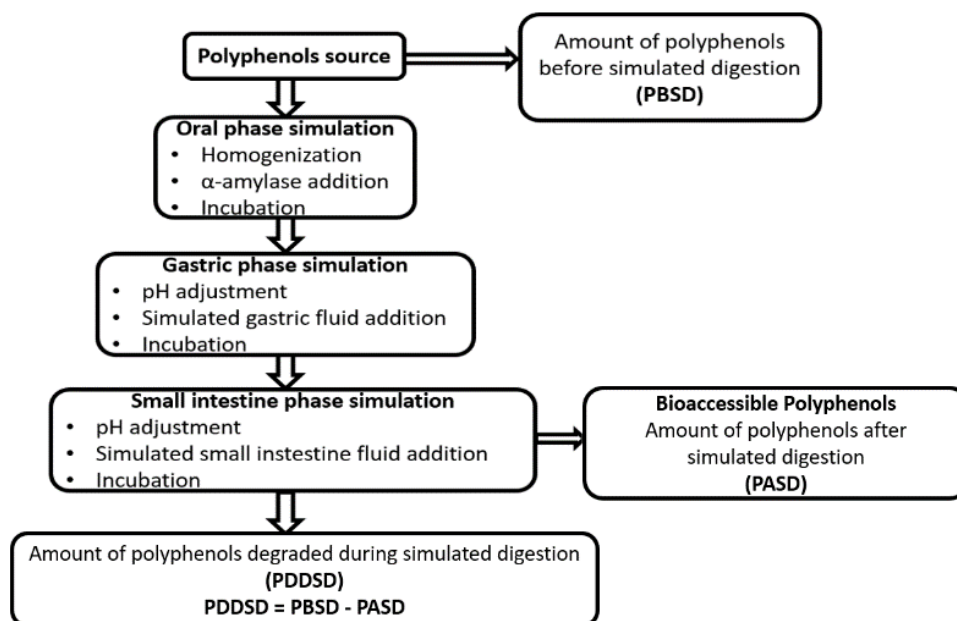 Polyphenols source
Amount of polyphenols
before simulated digestion
(PBSD)
Oral phase simulation
• Homogenization
• α-amylase addition
• Incubation
Gastric phase simulation
• pH adjustment
• Simulated gastric fluid addition
• Incubation
Small intestine phase simulation
• pH adjustment
• Simulated small instestine fluid addition
• Incubation
Bioaccessible Polyphenols
Amount of polyphenols after
simulated digestion
(PASD)
Amount of polyphenols degraded during simulated digestion
(PDDSD)
PDDSD = PBSD - PASD